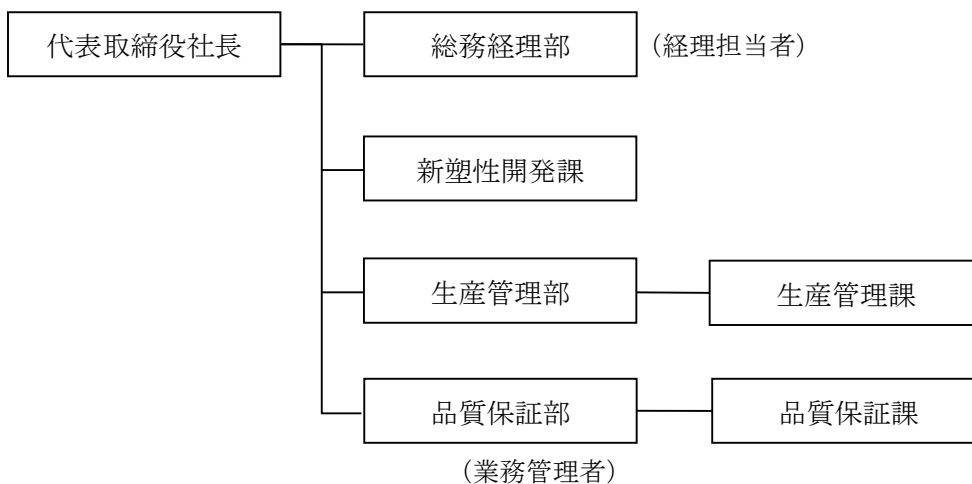 代表取締役社長
総務経理部
（経理担当者）
新塑性開発課
生産管理部
生産管理課
品質保証部
品質保証課
（業務管理者）